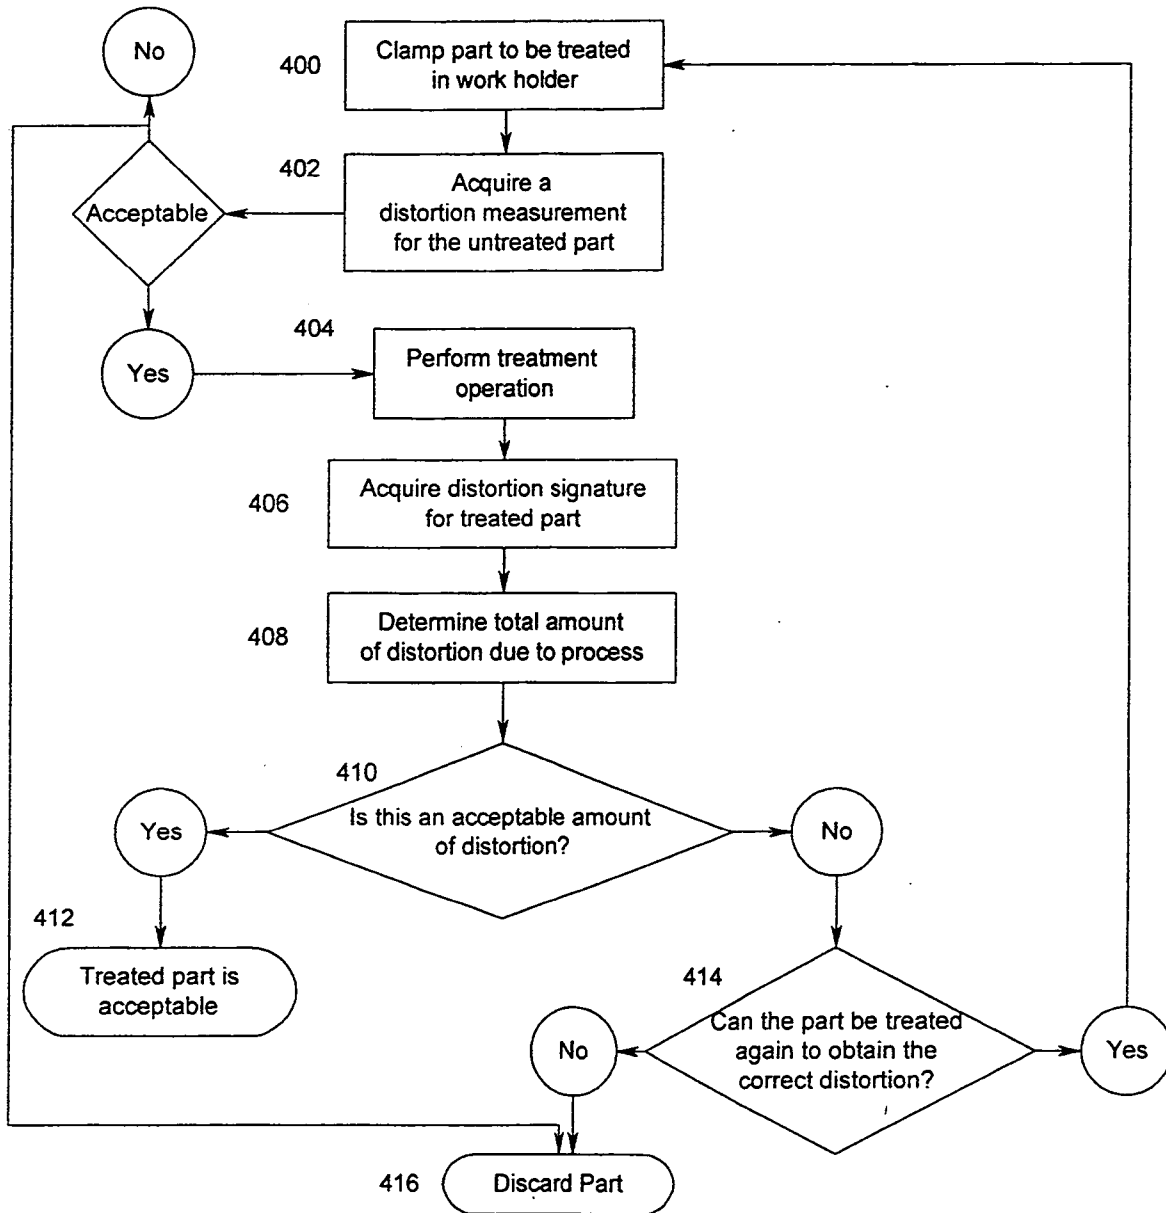 No
400
Clamp part to be treated
in work holder
402
Acquire a
distortion measurement
for the untreated part
Acceptable
404
Yes
Perform treatment
operation
406
Acquire distortion signature
for treated part
408
Determine total amount
of distortion due to process
410
Is this an acceptable amount
of distortion?
Yes
No
412
Treated part is
acceptable
414
Can the part be treated
again to obtain the
correct distortion?
No
Yes
416
Discard Part